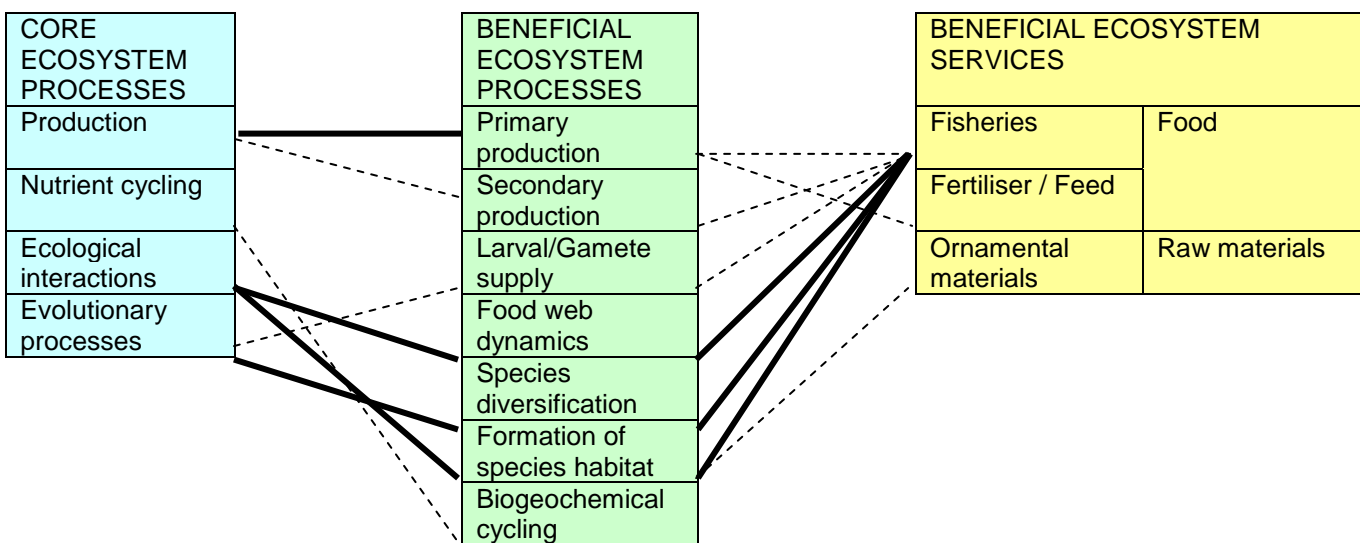 CORE
ECOSYSTEM
PROCESSES
Production
Nutrient cycling
Ecological
interactions
Evolutionary
processes
BENEFICIAL
ECOSYSTEM
PROCESSES
Primary
production
Secondary
production
Larval/Gamete
supply
Food web
dynamics
Species
diversification
Formation of
species habitat
Biogeochemical
cycling
BENEFICIAL ECOSYSTEM
SERVICES
Fisheries
Food
Fertiliser / Feed
Ornamental
materials
Raw materials